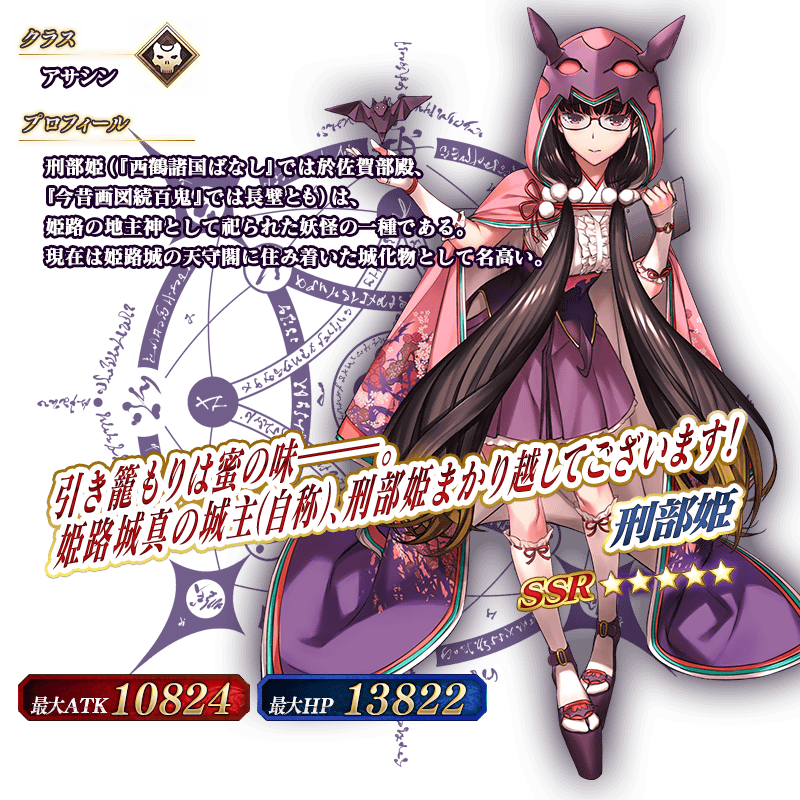 クラス
アサシン
プロフィール
刑部姫(『西鶴諸国ばなし』では於佐賀部殿、
『今昔画図続百鬼』では長壁とも)は、
姫路の地主神として祀られた妖怪の一種である。
現在は姫路城の天守閣に住み着いた城化物として名高い。
引き籠もりは蜜の味――。
姫路城真の城主(自称)、刑部姫まかり越してございます!
刑部姫
SSR ★★★★★
最大ATK 10824
最大HP 13822